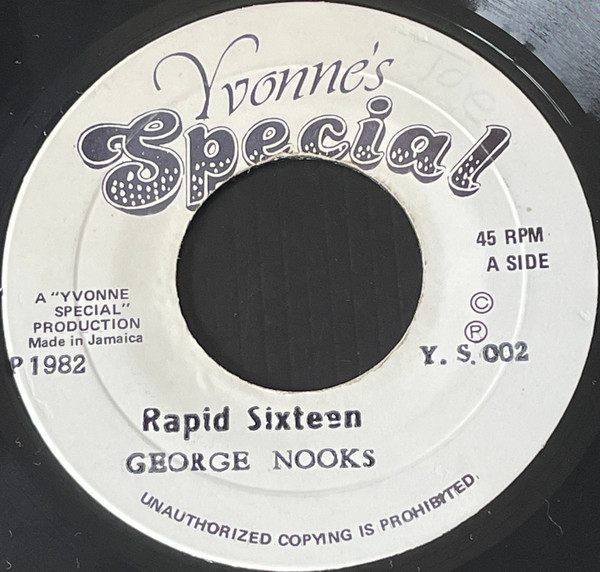 Yvonne's
Special
45 RPM
A SIDE
A "YVONNE
SPECIAL"
PRODUCTION
Made in Jamaica
P 1982
©
℗
Y. S. 002
Rapid Sixteen
GEORGE NOOKS
UNAUTHORIZED COPYING IS PROHIBITED.